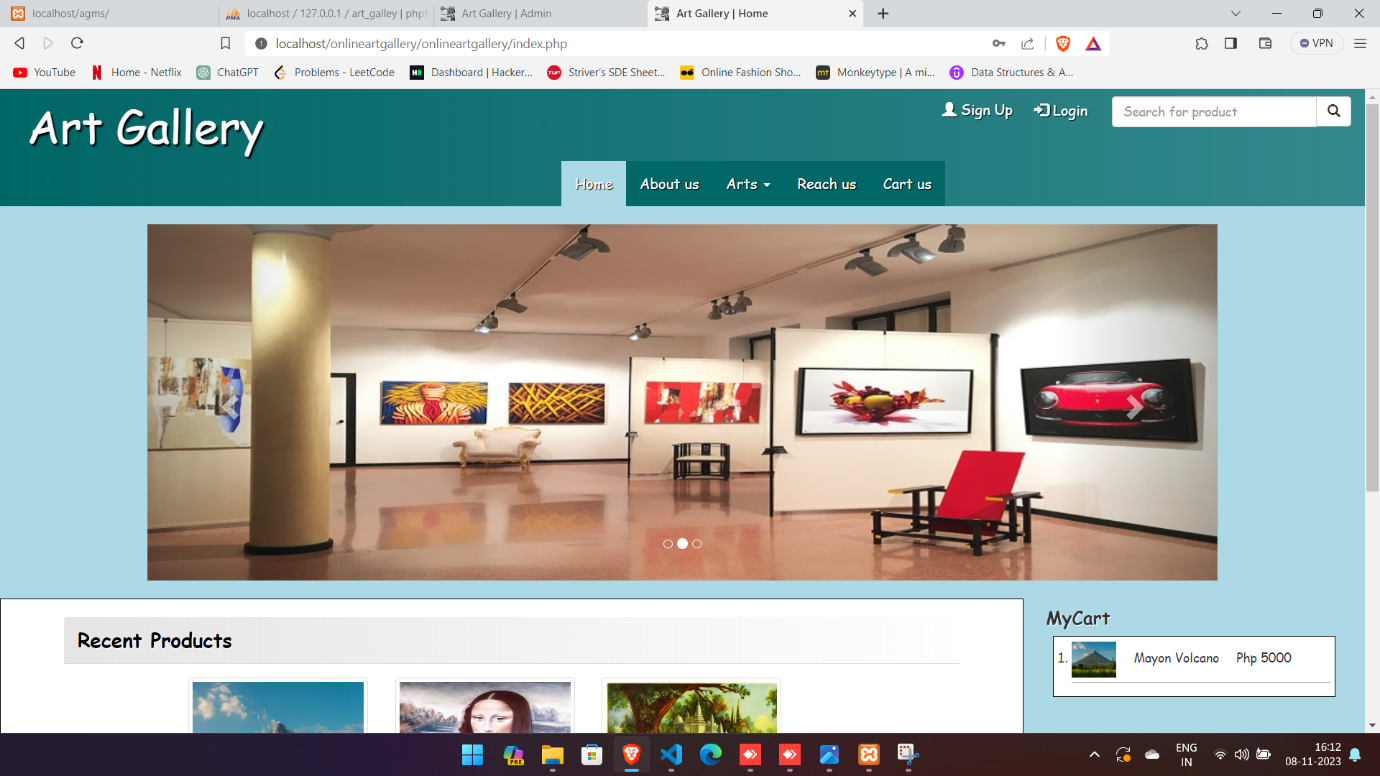 localhost/agms/
localhost / 127.0.0.1 / art_galley | php
Art Gallery | Admin
Art Gallery | Home
localhost/onlineartgallery/onlineartgallery/index.php
VPN
YouTube
Home - Netflix
ChatGPT
Problems - LeetCode
Dashboard | Hacker...
Striver's SDE Sheet...
Online Fashion Sho...
Monkeytype | A mi...
Data Structures & A...
Art Gallery
Sign Up
Login
Search for product
Home
About us
Arts
Reach us
Cart us
Recent Products
MyCart
1.
Mayon Volcano
Php 5000
PRE
ENG
IN
16:12
08-11-2023